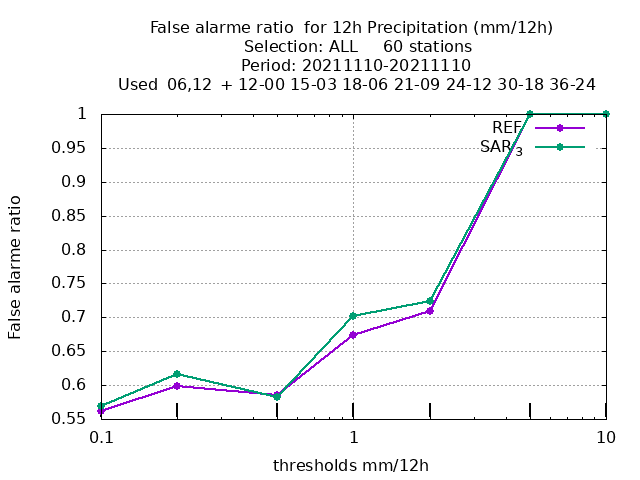 False alarme ratio  for 12h Precipitation (mm/12h)
Selection: ALL     60 stations
Period: 20211110-20211110
Used  06,12  + 12-00 15-03 18-06 21-09 24-12 30-18 36-24
1
REF
SAR 3
0.95
0.9
0.85
0.8
0.75
0.7
0.65
0.6
0.55
False alarme ratio
0.1
1
10
thresholds mm/12h